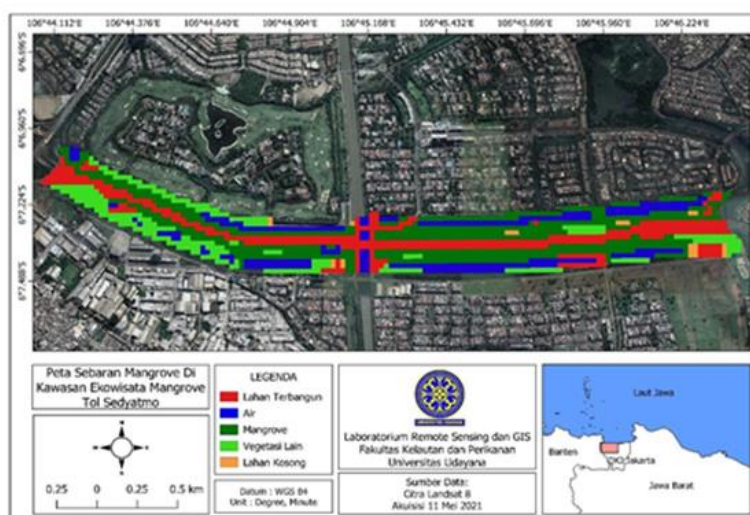 106°44.112'E 106°44.376'E 106°44.640'E 106°44.904'E 106°45.168'E 106°45.432'E 106°45.696'E 106°45.960'E 106°46.224'E
6°6.696'S
6°6.960'S
6°7.224'S
6°7.488'S
Peta Sebaran Mangrove Di
Kawasan Ekowisata Mangrove
Tol Sedyatmo
0.25 0 0.25 0.5 km
LEGENDA
Lahan Terbangun
Air
Mangrove
Vegetasi Lain
Lahan Kosong
Datum : WGS 84
Unit : Degree, Minute
Laboratorium Remote Sensing dan GIS
Fakultas Kelautan dan Perikanan
Universitas Udayana
Sumber Data:
Citra Landsat 8
Akuisisi 11 Mei 2021
Laut Jawa
Banten
Jakarta
Jawa Barat